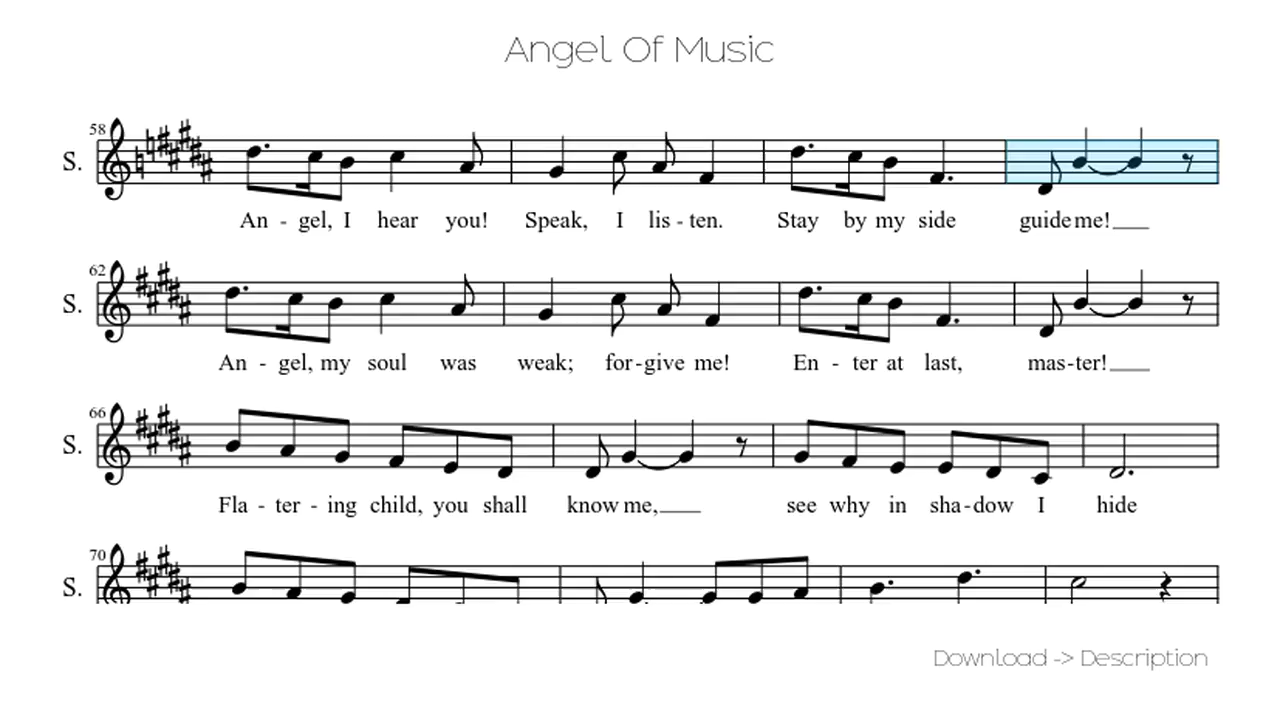 Angel Of Music
58
S.
An - gel, I hear you! Speak, I lis - ten. Stay by my side guide me!
62
S.
An - gel, my soul was weak; for - give me! En - ter at last, mas - ter!
66
S.
Fla - ter - ing child, you shall know me, see why in sha - dow I hide
70
S.
Download -> Description